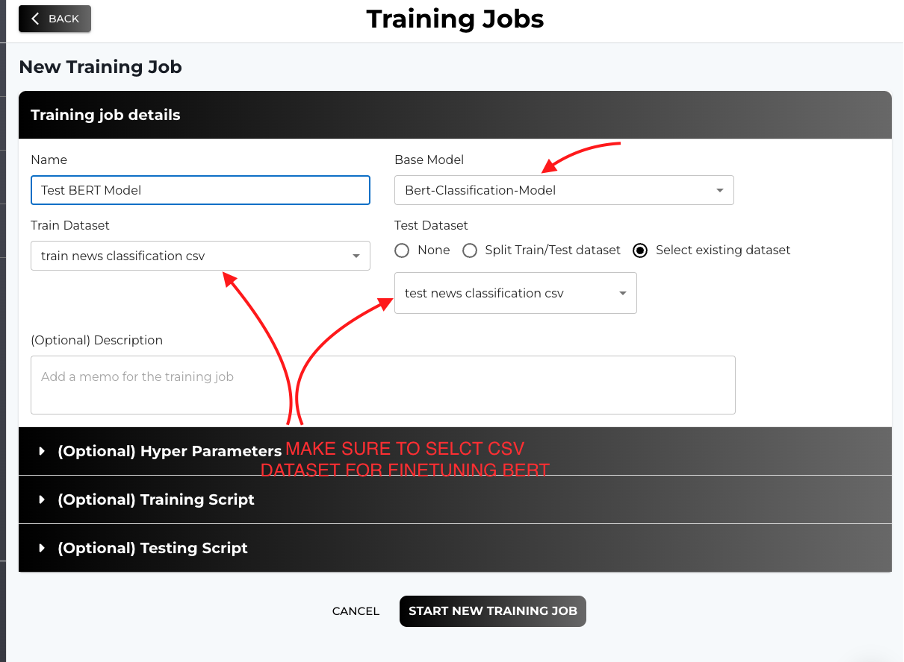 BACK
Training Jobs
New Training Job
Training job details
Name
Base Model
Test BERT Model
Bert-Classification-Model
Train Dataset
Test Dataset
train news classification csv
None
Split Train/Test dataset
Select existing dataset
test news classification csv
(Optional) Description
Add a memo for the training job
(Optional) Hyper Parameters
MAKE SURE TO SELCT CSV
DATASET FOR FINETUNING BERT
(Optional) Training Script
(Optional) Testing Script
CANCEL
START NEW TRAINING JOB